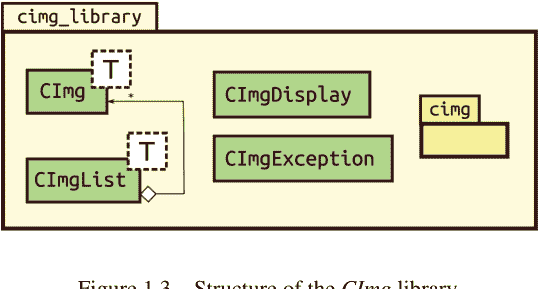 cimg_library
T
CImg
*
CImgDisplay
cimg
T
CImgException
CImgList
Figure 1.3 Structure of the CImg library